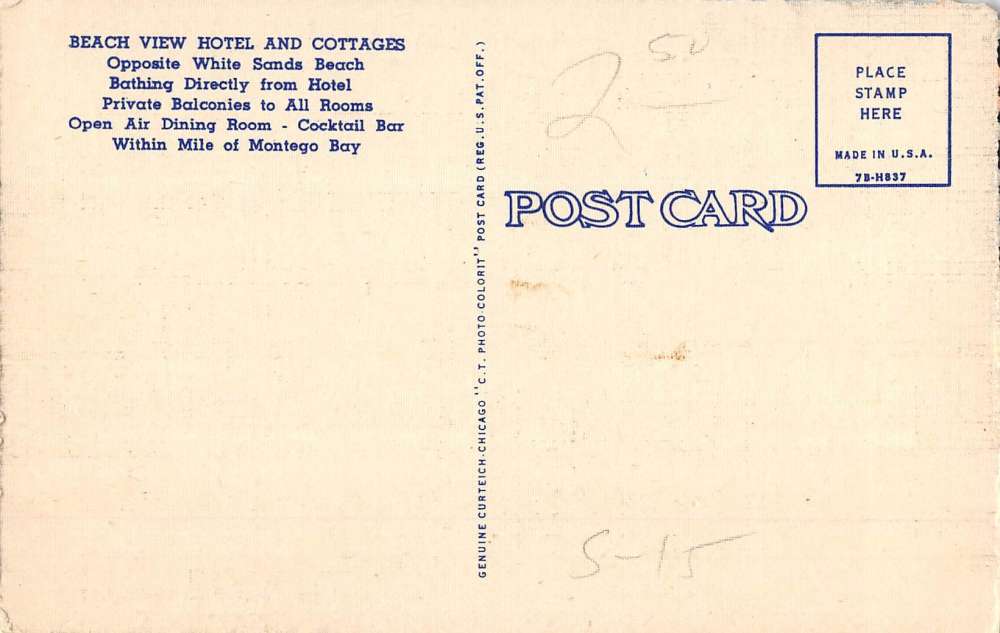 BEACH VIEW HOTEL AND COTTAGES
Opposite White Sands Beach
Bathing Directly from Hotel
Private Balconies to All Rooms
Open Air Dining Room - Cocktail Bar
Within Mile of Montego Bay
GENUINE CURTEICH-CHICAGO "C.T. PHOTO-COLORIT" POST CARD (REG. U.S. PAT. OFF.)
2 50
POST CARD
PLACE
STAMP
HERE
MADE IN U.S.A.
7B-H837
S-15